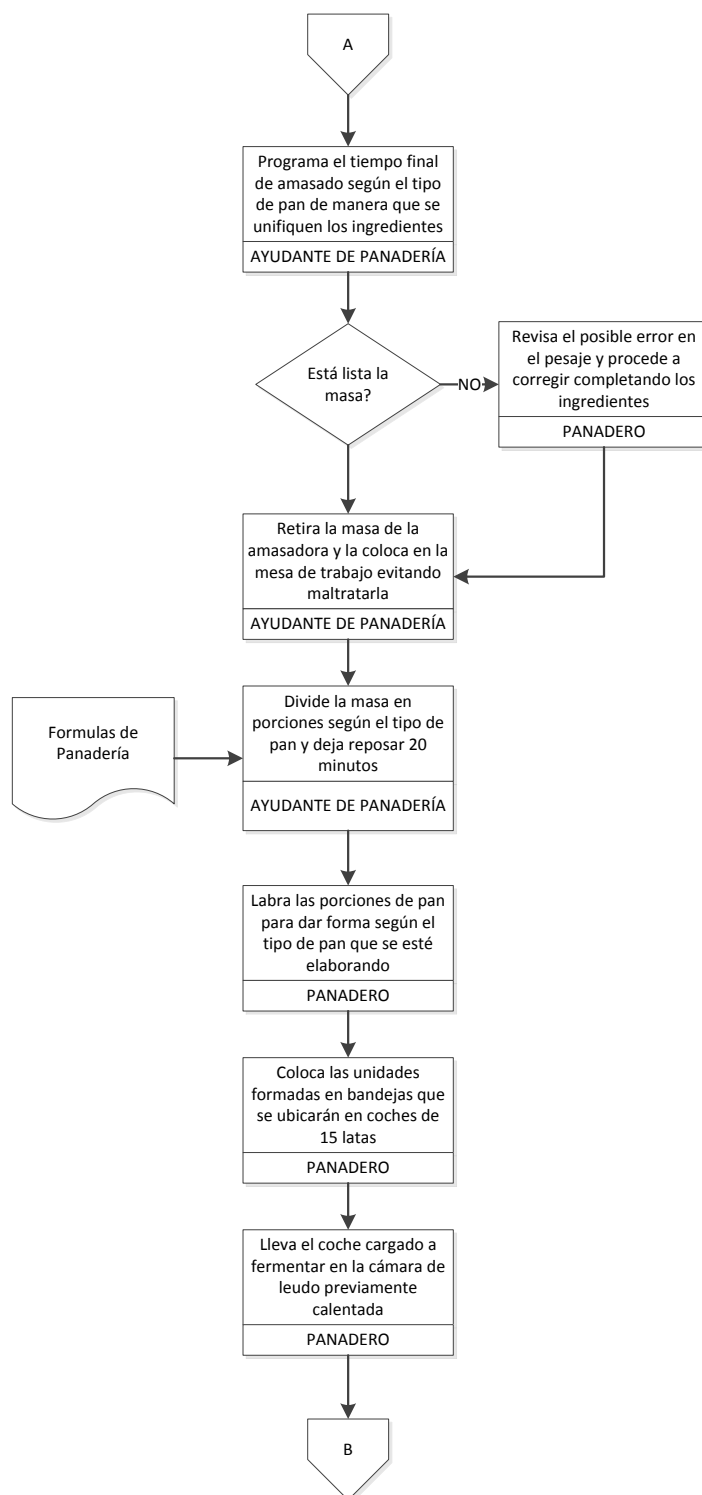 A
Programa el tiempo final
de amasado según el tipo
de pan de manera que se
unifiquen los ingredientes
AYUDANTE DE PANADERÍA
Está lista la
masa?
NO
Revisa el posible error en
el pesaje y procede a
corregir completando los
ingredientes
PANADERO
Retira la masa de la
amasadora y la coloca en la
mesa de trabajo evitando
maltratarla
AYUDANTE DE PANADERÍA
Formulas de
Panadería
Divide la masa en
porciones según el tipo de
pan y deja reposar 20
minutos
AYUDANTE DE PANADERÍA
Labra las porciones de pan
para dar forma según el
tipo de pan que se esté
elaborando
PANADERO
Coloca las unidades
formadas en bandejas que
se ubicarán en coches de
15 latas
PANADERO
Lleva el coche cargado a
fermentar en la cámara de
leudo previamente
calentada
PANADERO
B